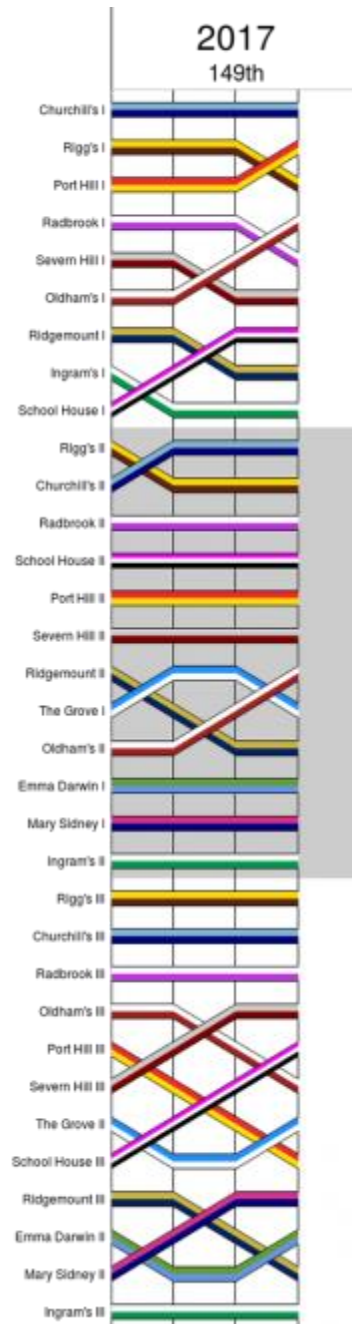 2017
149th
Churchill's I
Rigg's I
Port Hill I
Radbrook I
Severn Hill I
Oldham's I
Ridgemount I
Ingram's I
School House I
Rigg's II
Churchill's II
Radbrook II
School House II
Port Hill II
Severn Hill II
Ridgemount II
The Grove I
Oldham's II
Emma Darwin I
Mary Sidney I
Ingram's II
Rigg's III
Churchill's III
Radbrook III
Oldham's III
Port Hill III
Severn Hill III
The Grove II
School House III
Ridgemount III
Emma Darwin II
Mary Sidney II
Ingram's III